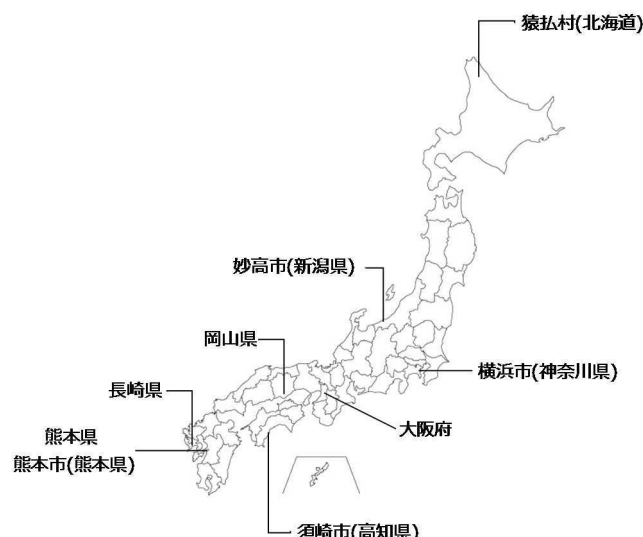 猿払村(北海道)
妙高市(新潟県)
岡山県
横浜市(神奈川県)
長崎県
大阪府
熊本県
熊本市(熊本県)
須崎市(高知県)